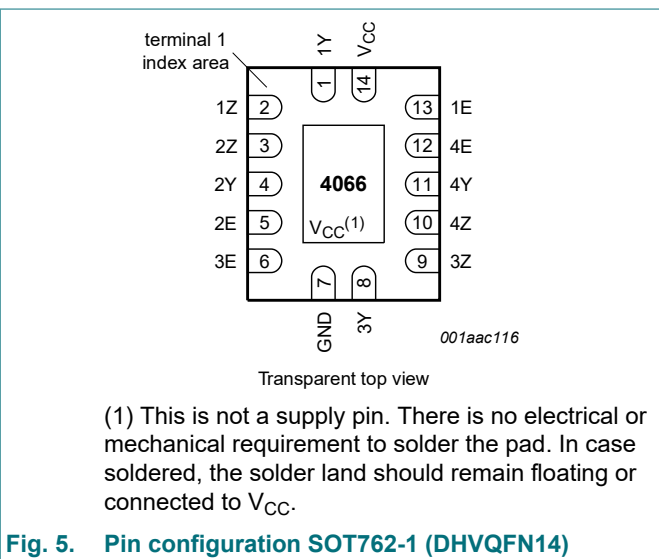 terminal 1
index area
1Y
VCC
1
14
1Z 2
13 1E
2Z 3
12 4E
2Y 4
4066
11 4Y
2E 5
VCC(1)
10 4Z
3E 6
9 3Z
7
8
GND
3Y
001aac116
Transparent top view
(1) This is not a supply pin. There is no electrical or
mechanical requirement to solder the pad. In case
soldered, the solder land should remain floating or
connected to VCC.
Fig. 5. Pin configuration SOT762-1 (DHVQFN14)